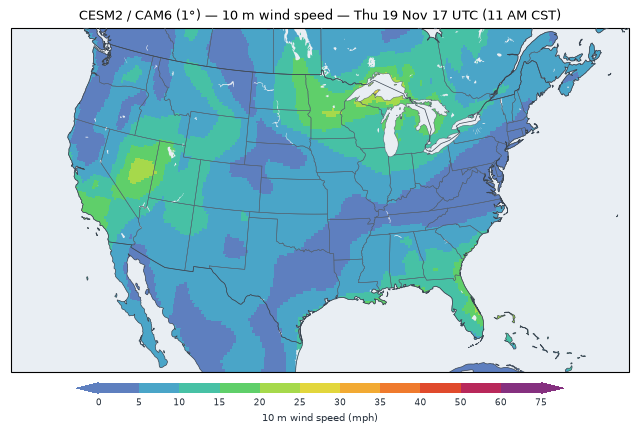 CESM2 / CAM6 (1°) — 10 m wind speed — Thu 19 Nov 17 UTC (11 AM CST)
0 5 10 15 20 25 30 35 40 50 60 75
10 m wind speed (mph)